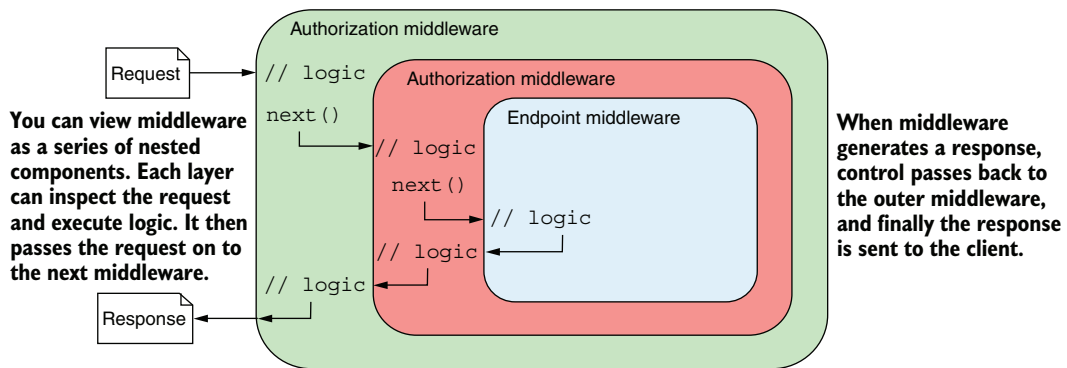 Authorization middleware
Request
// logic
Authorization middleware
next()
Endpoint middleware
// logic
next()
// logic
// logic
// logic
Response
You can view middleware
as a series of nested
components. Each layer
can inspect the request
and execute logic. It then
passes the request on to
the next middleware.
When middleware
generates a response,
control passes back to
the outer middleware,
and finally the response
is sent to the client.